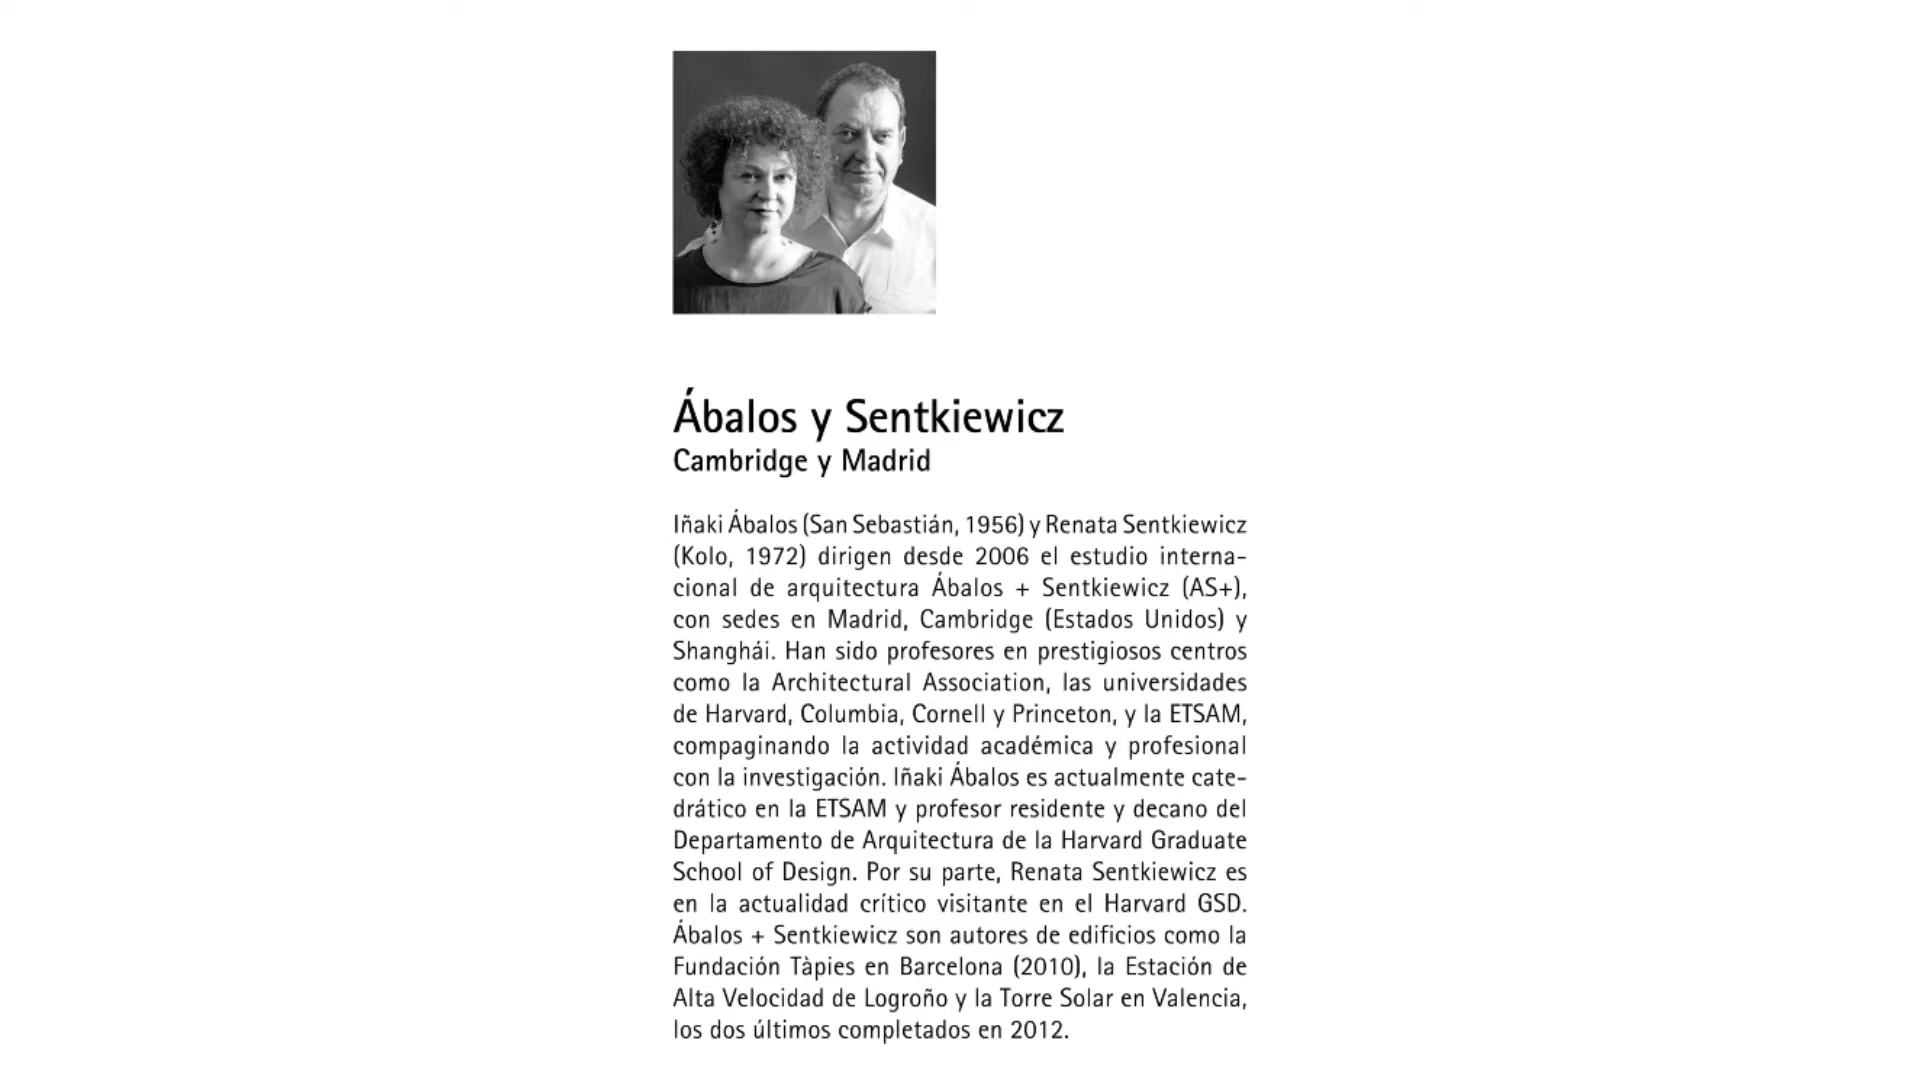 Ábalos y Sentkiewicz
Cambridge y Madrid
Iñaki Ábalos (San Sebastián, 1956) y Renata Sentkiewicz
(Kolo, 1972) dirigen desde 2006 el estudio interna-
cional de arquitectura Ábalos + Sentkiewicz (AS+),
con sedes en Madrid, Cambridge (Estados Unidos) y
Shanghái. Han sido profesores en prestigiosos centros
como la Architectural Association, las universidades
de Harvard, Columbia, Cornell y Princeton, y la ETSAM,
compaginando la actividad académica y profesional
con la investigación. Iñaki Ábalos es actualmente cate-
drático en la ETSAM y profesor residente y decano del
Departamento de Arquitectura de la Harvard Graduate
School of Design. Por su parte, Renata Sentkiewicz es
en la actualidad crítico visitante en el Harvard GSD.
Ábalos + Sentkiewicz son autores de edificios como la
Fundación Tàpies en Barcelona (2010), la Estación de
Alta Velocidad de Logroño y la Torre Solar en Valencia,
los dos últimos completados en 2012.